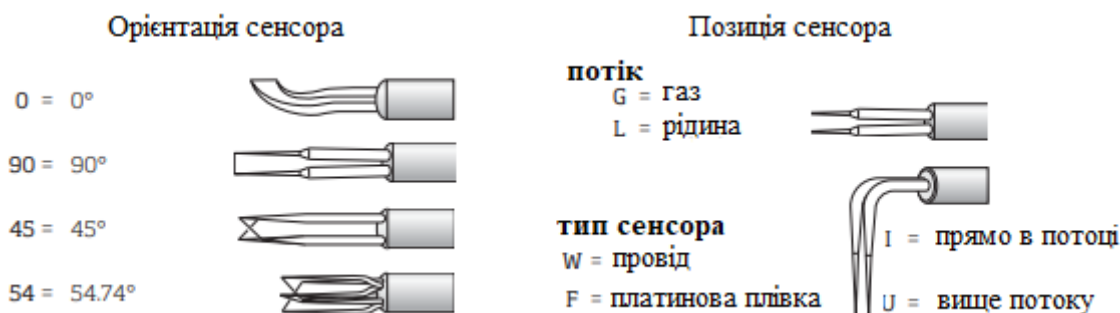 Орієнтація сенсора
0 = 0°
90 = 90°
45 = 45°
54 = 54.74°
Позиція сенсора
потік
G = газ
L = рідина
тип сенсора
W = провід
F = платинова плівка
I = прямо в потоці
U = вище потоку